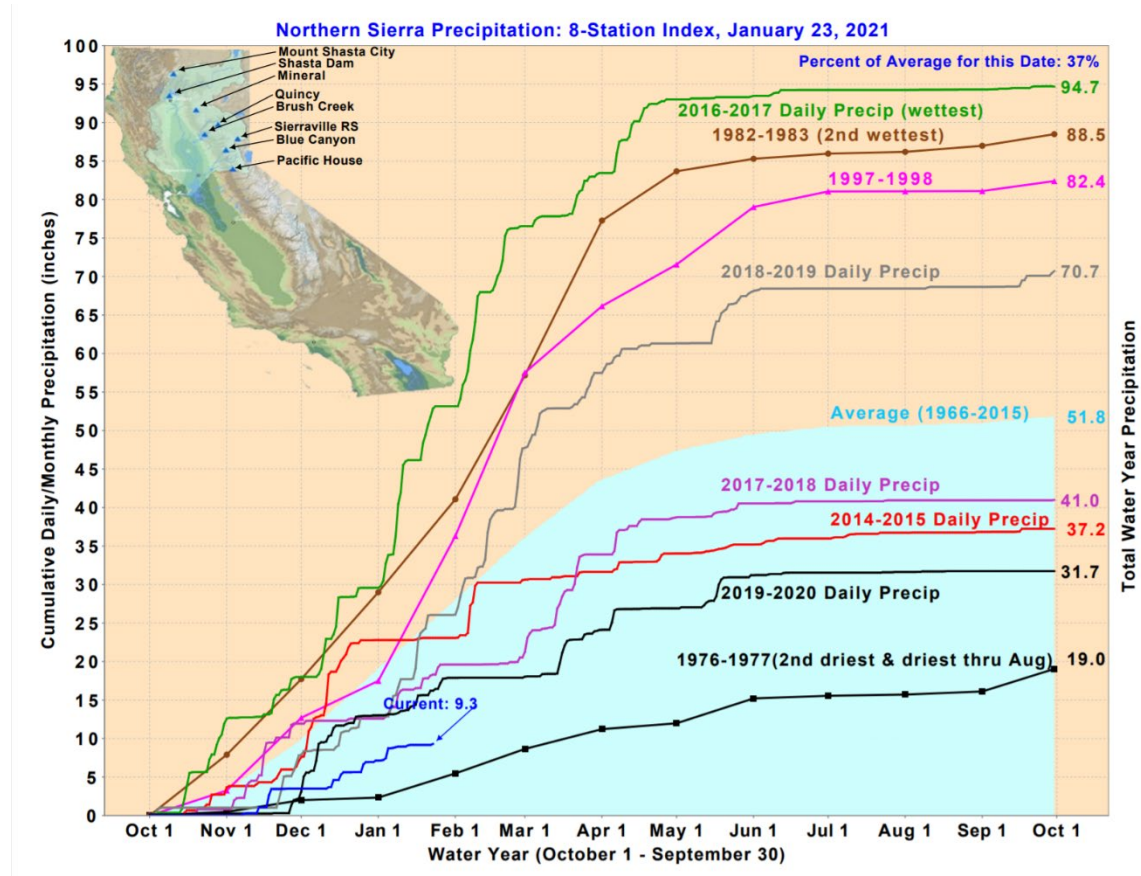 Northern Sierra Precipitation: 8-Station Index, January 23, 2021
Percent of Average for this Date: 37%
Mount Shasta City
Shasta Dam
Mineral
Quincy
Brush Creek
Sierraville RS
Blue Canyon
Pacific House
Cumulative Daily/Monthly Precipitation (inches)
100
95
90
85
80
75
70
65
60
55
50
45
40
35
30
25
20
15
10
5
0
2016-2017 Daily Precip (wettest)
94.7
1982-1983 (2nd wettest)
88.5
1997-1998
82.4
2018-2019 Daily Precip
70.7
Average (1966-2015)
51.8
2017-2018 Daily Precip
41.0
2014-2015 Daily Precip
37.2
2019-2020 Daily Precip
31.7
1976-1977(2nd driest & driest thru Aug)
19.0
Current: 9.3
Total Water Year Precipitation
Oct 1 Nov 1 Dec 1 Jan 1 Feb 1 Mar 1 Apr 1 May 1 Jun 1 Jul 1 Aug 1 Sep 1 Oct 1
Water Year (October 1 - September 30)